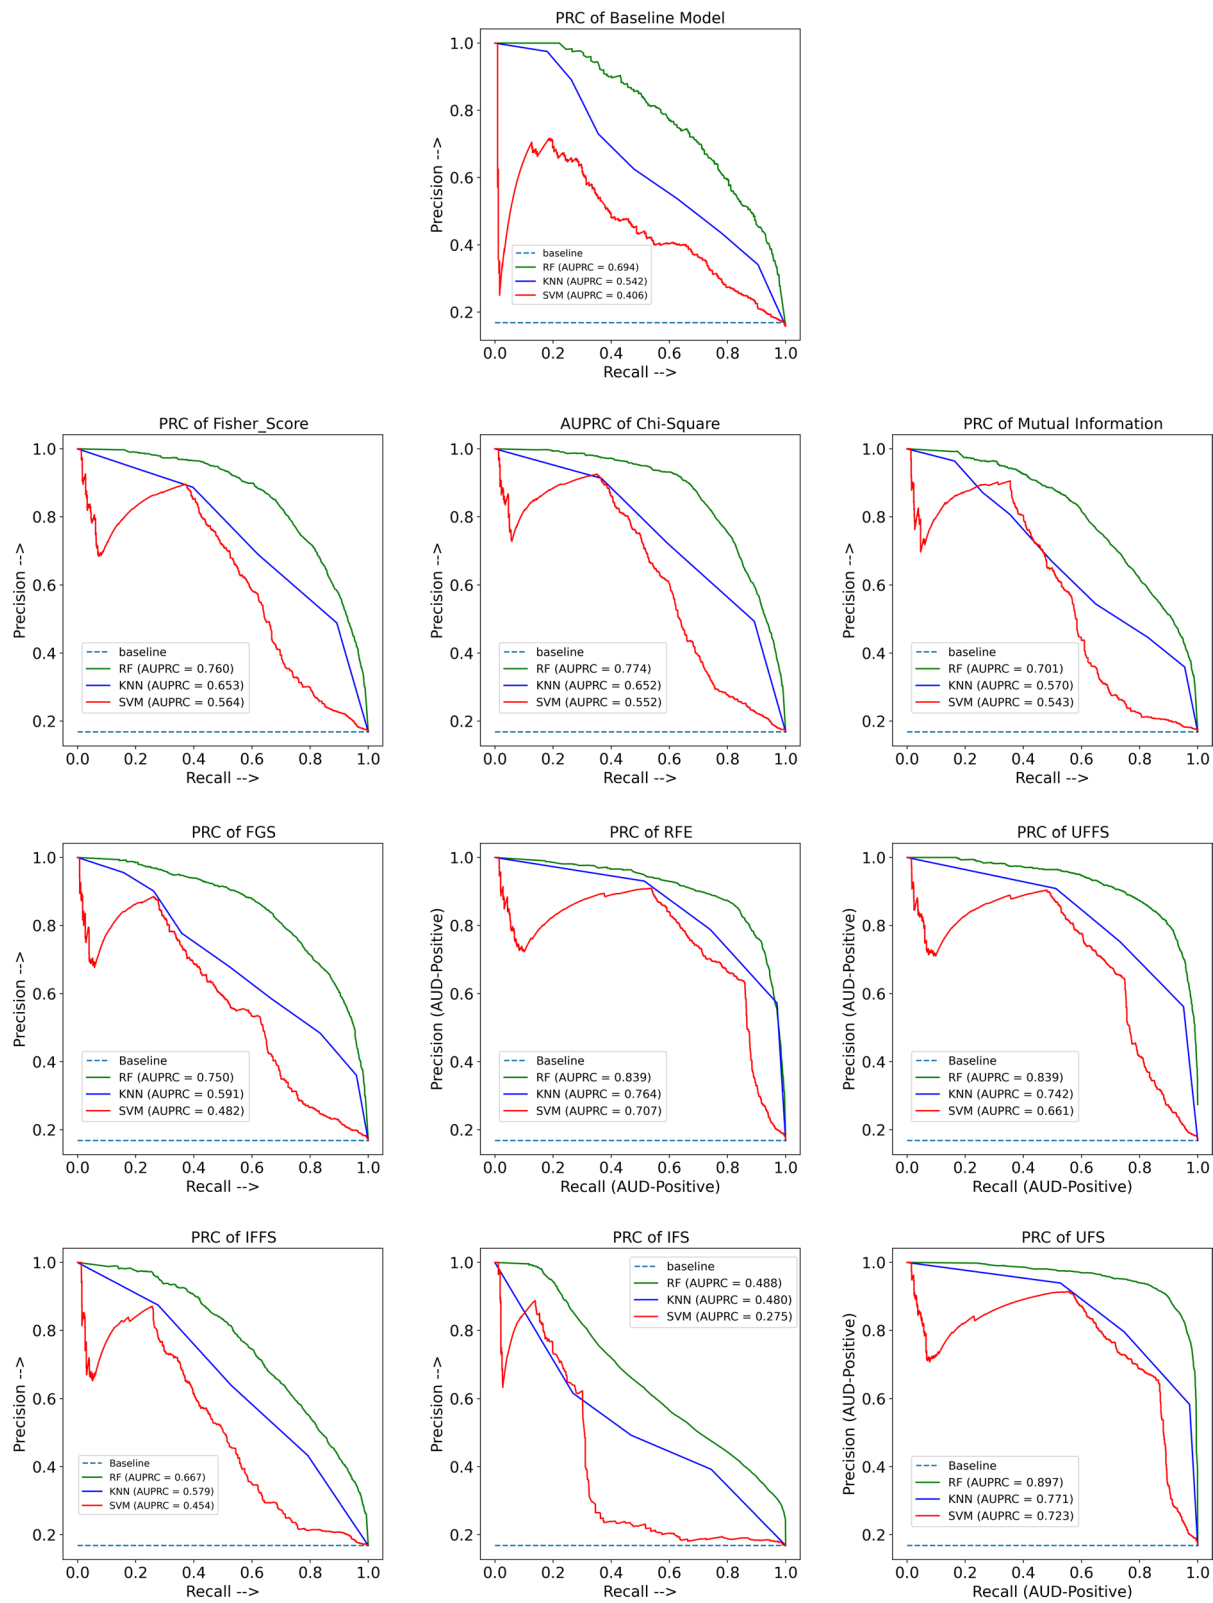 PRC of Baseline Model
1.0
0.8
0.6
0.4
0.2
Precision -->
baseline
RF (AUPRC = 0.694)
KNN (AUPRC = 0.542)
SVM (AUPRC = 0.406)
0.0 0.2 0.4 0.6 0.8 1.0
Recall -->
PRC of Fisher_Score
1.0
0.8
0.6
0.4
0.2
Precision -->
baseline
RF (AUPRC = 0.760)
KNN (AUPRC = 0.653)
SVM (AUPRC = 0.564)
0.0 0.2 0.4 0.6 0.8 1.0
Recall -->
AUPRC of Chi-Square
1.0
0.8
0.6
0.4
0.2
Precision -->
baseline
RF (AUPRC = 0.774)
KNN (AUPRC = 0.652)
SVM (AUPRC = 0.552)
0.0 0.2 0.4 0.6 0.8 1.0
Recall -->
PRC of Mutual Information
1.0
0.8
0.6
0.4
0.2
Precision -->
baseline
RF (AUPRC = 0.701)
KNN (AUPRC = 0.570)
SVM (AUPRC = 0.543)
0.0 0.2 0.4 0.6 0.8 1.0
Recall -->
PRC of FGS
1.0
0.8
0.6
0.4
0.2
Precision -->
Baseline
RF (AUPRC = 0.750)
KNN (AUPRC = 0.591)
SVM (AUPRC = 0.482)
0.0 0.2 0.4 0.6 0.8 1.0
Recall -->
PRC of RFE
1.0
0.8
0.6
0.4
0.2
Precision (AUD-Positive)
Baseline
RF (AUPRC = 0.839)
KNN (AUPRC = 0.764)
SVM (AUPRC = 0.707)
0.0 0.2 0.4 0.6 0.8 1.0
Recall (AUD-Positive)
PRC of UFFS
1.0
0.8
0.6
0.4
0.2
Precision (AUD-Positive)
Baseline
RF (AUPRC = 0.839)
KNN (AUPRC = 0.742)
SVM (AUPRC = 0.661)
0.0 0.2 0.4 0.6 0.8 1.0
Recall (AUD-Positive)
PRC of IFFS
1.0
0.8
0.6
0.4
0.2
Precision -->
Baseline
RF (AUPRC = 0.667)
KNN (AUPRC = 0.579)
SVM (AUPRC = 0.454)
0.0 0.2 0.4 0.6 0.8 1.0
Recall -->
PRC of IFS
1.0
0.8
0.6
0.4
0.2
Precision -->
baseline
RF (AUPRC = 0.488)
KNN (AUPRC = 0.480)
SVM (AUPRC = 0.275)
0.0 0.2 0.4 0.6 0.8 1.0
Recall -->
PRC of UFS
1.0
0.8
0.6
0.4
0.2
Precision (AUD-Positive)
Baseline
RF (AUPRC = 0.897)
KNN (AUPRC = 0.771)
SVM (AUPRC = 0.723)
0.0 0.2 0.4 0.6 0.8 1.0
Recall (AUD-Positive)